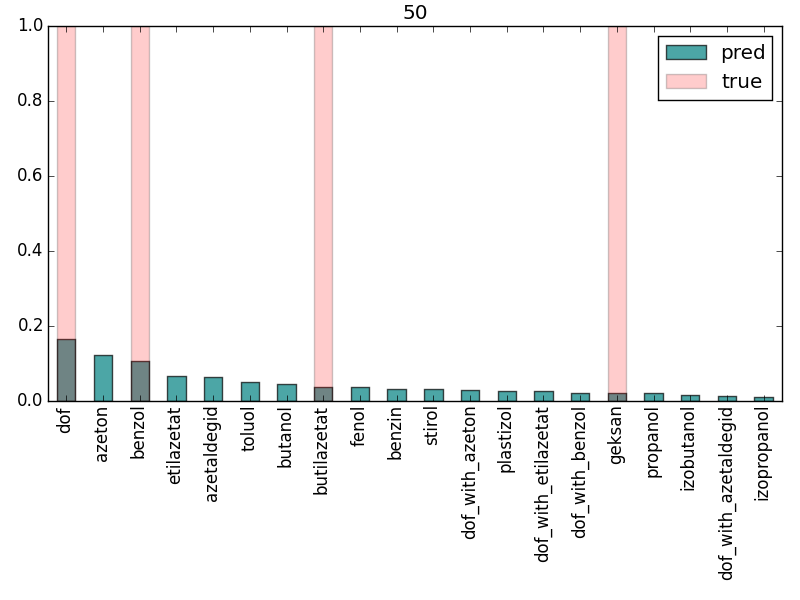 50
1.0
0.8
0.6
0.4
0.2
0.0
pred
true
dof
azeton
benzol
etilazetat
azetaldegid
toluol
butanol
butilazetat
fenol
benzin
stirol
dof_with_azeton
plastizol
dof_with_etilazetat
dof_with_benzol
geksan
propanol
izobutanol
dof_with_azetaldegid
izopropanol